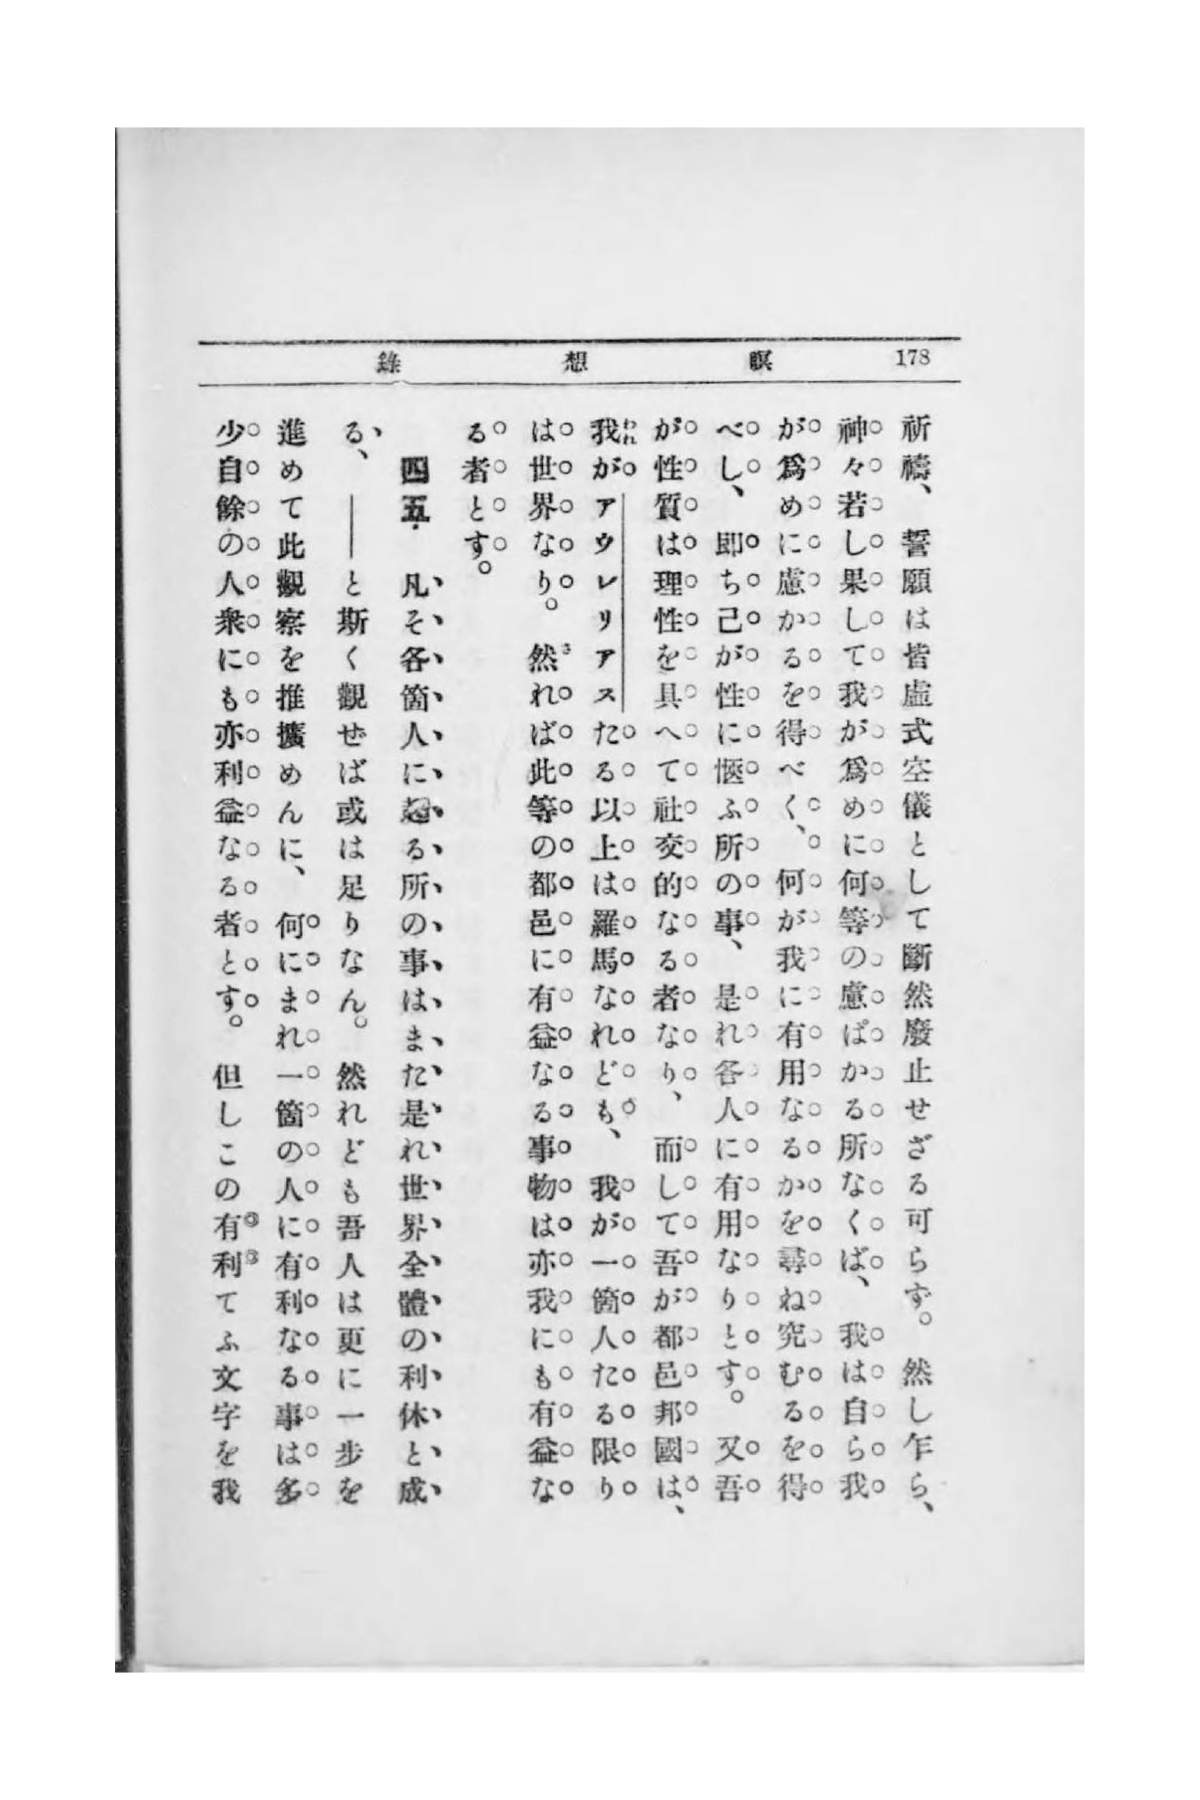 178 瞑想錄
祈禱、誓願は皆虛式空儀として斷然廢止せざる可らず。然し乍ら、
神々若し果して我が爲めに何等の慮ぱかる所なくば、我は自ら我
が爲めに慮かるを得べく、何が我に有用なるかを尋ね究むるを得
べし、即ち己が性に愜ふ所の事、是れ各人に有用なりとす。又吾
が性質は理性を具へて社交的なる者なり、而して吾が都邑邦國は、
我がアウレリアスたる以上は羅馬なれども、我が一箇人たる限り
は世界なり。然れば此等の都邑に有益なる事物は亦我にも有益な
る者とす。
四五 凡そ各箇人に起る所の事はまた是れ世界全體の利休と成
る、――と斯く觀せば或は足りなん。然れども吾人は更に一步を
進めて此觀察を推擴めんに、何にまれ一箇の人に有利なる事は多
少自餘の人衆にも亦利益なる者とす。但しこの有利てふ文字を我